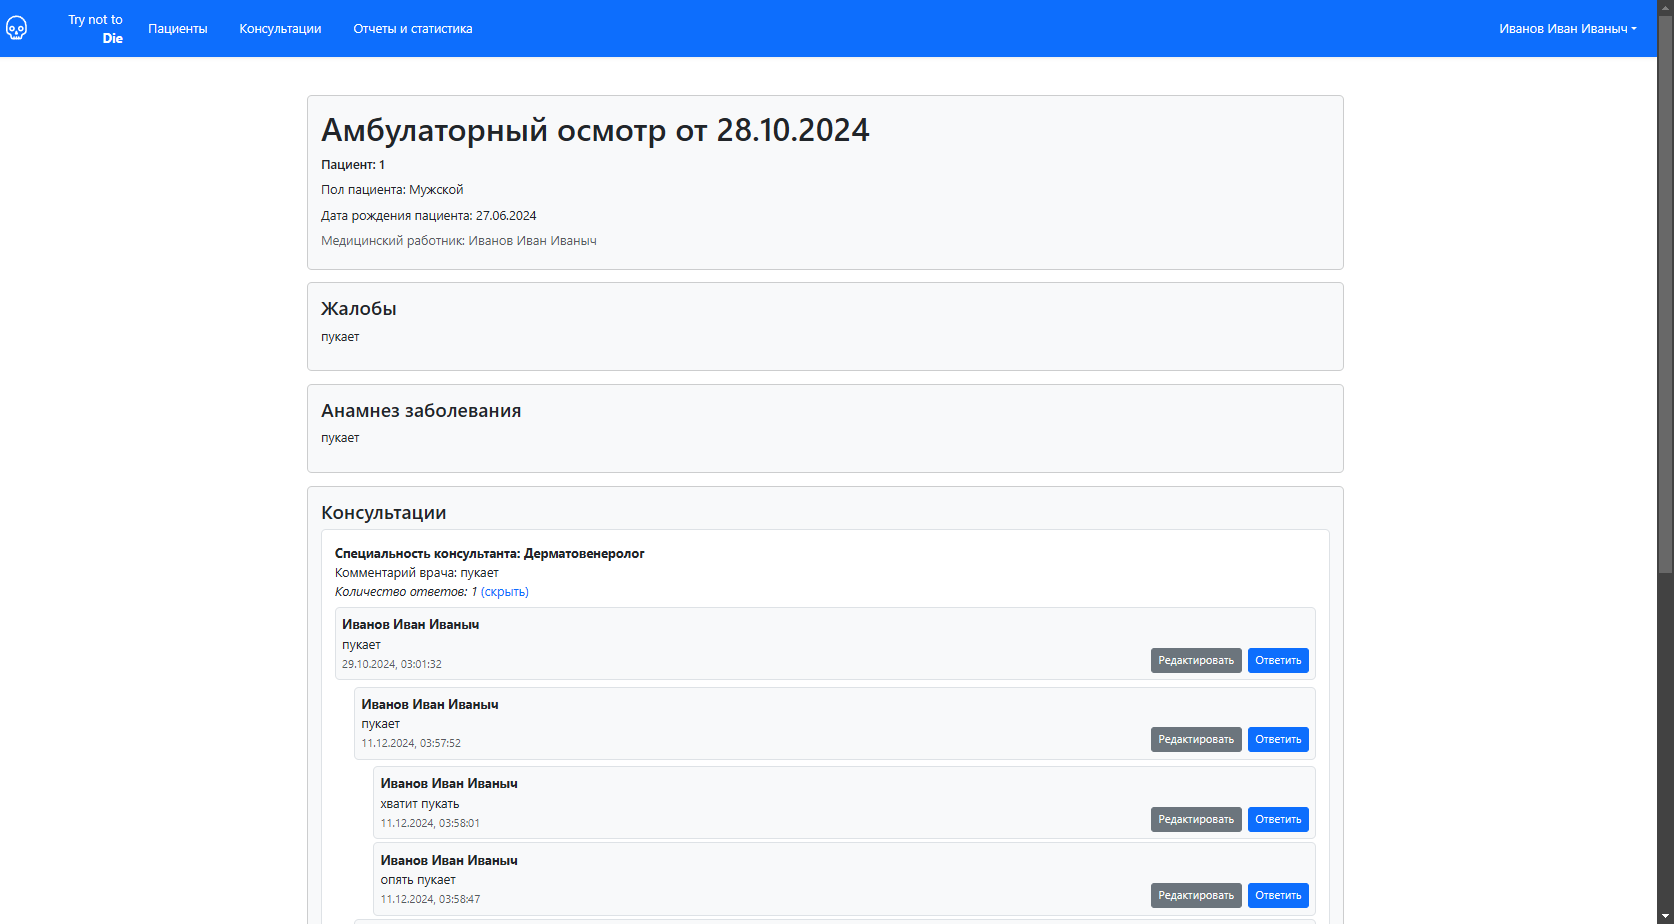 Try not to
Die
Пациенты
Консультации
Отчеты и статистика
Иванов Иван Иваныч
Амбулаторный осмотр от 28.10.2024
Пациент: 1
Пол пациента: Мужской
Дата рождения пациента: 27.06.2024
Медицинский работник: Иванов Иван Иваныч
Жалобы
пукает
Анамнез заболевания
пукает
Консультации
Специальность консультанта: Дерматовенеролог
Комментарий врача: пукает
Количество ответов: 1 (скрыть)
Иванов Иван Иваныч
пукает
29.10.2024, 03:01:32
Редактировать
Ответить
Иванов Иван Иваныч
пукает
11.12.2024, 03:57:52
Редактировать
Ответить
Иванов Иван Иваныч
хватит пукать
11.12.2024, 03:58:01
Редактировать
Ответить
Иванов Иван Иваныч
опять пукает
11.12.2024, 03:58:47
Редактировать
Ответить